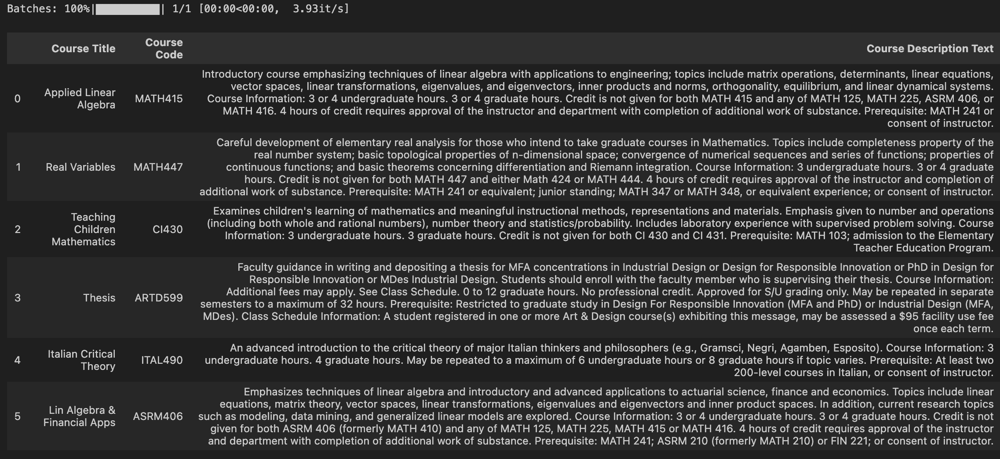 Batches: 100%| | 1/1 [00:00<00:00, 3.93it/s]
Course Title
Course
Code
Course Description Text
0
Applied Linear
Algebra
MATH415
Introductory course emphasizing techniques of linear algebra with applications to engineering; topics include matrix operations, determinants, linear equations,
vector spaces, linear transformations, eigenvalues, and eigenvectors, inner products and norms, orthogonality, equilibrium, and linear dynamical systems.
Course Information: 3 or 4 undergraduate hours. 3 or 4 graduate hours. Credit is not given for both MATH 415 and any of MATH 125, MATH 225, ASRM 406, or
MATH 416. 4 hours of credit requires approval of the instructor and department with completion of additional work of substance. Prerequisite: MATH 241 or
consent of instructor.
1
Real Variables
MATH447
Careful development of elementary real analysis for those who intend to take graduate courses in Mathematics. Topics include completeness property of the
real number system; basic topological properties of n-dimensional space; convergence of numerical sequences and series of functions; properties of
continuous functions; and basic theorems concerning differentiation and Riemann integration. Course Information: 3 undergraduate hours. 3 or 4 graduate
hours. Credit is not given for both MATH 447 and either Math 424 or MATH 444. 4 hours of credit requires approval of the instructor and completion of
additional work of substance. Prerequisite: MATH 241 or equivalent; junior standing; MATH 347 or MATH 348, or equivalent experience; or consent of instructor.
2
Teaching
Children
Mathematics
CI430
Examines children's learning of mathematics and meaningful instructional methods, representations and materials. Emphasis given to number and operations
(including both whole and rational numbers), number theory and statistics/probability. Includes laboratory experience with supervised problem solving. Course
Information: 3 undergraduate hours. 3 graduate hours. Credit is not given for both CI 430 and CI 431. Prerequisite: MATH 103; admission to the Elementary
Teacher Education Program.
3
Thesis
ARTD599
Faculty guidance in writing and depositing a thesis for MFA concentrations in Industrial Design or Design for Responsible Innovation or PhD in Design for
Responsible Innovation or MDes Industrial Design. Students should enroll with the faculty member who is supervising their thesis. Course Information:
Additional fees may apply. See Class Schedule. 0 to 12 graduate hours. No professional credit. Approved for S/U grading only. May be repeated in separate
semesters to a maximum of 32 hours. Prerequisite: Restricted to graduate study in Design For Responsible Innovation (MFA and PhD) or Industrial Design (MFA,
MDes). Class Schedule Information: A student registered in one or more Art & Design course(s) exhibiting this message, may be assessed a $95 facility use fee
once each term.
4
Italian Critical
Theory
ITAL490
An advanced introduction to the critical theory of major Italian thinkers and philosophers (e.g., Gramsci, Negri, Agamben, Esposito). Course Information: 3
undergraduate hours. 4 graduate hours. May be repeated to a maximum of 6 undergraduate hours or 8 graduate hours if topic varies. Prerequisite: At least two
200-level courses in Italian, or consent of instructor.
5
Lin Algebra &
Financial Apps
ASRM406
Emphasizes techniques of linear algebra and introductory and advanced applications to actuarial science, finance and economics. Topics include linear
equations, matrix theory, vector spaces, linear transformations, eigenvalues and eigenvectors and inner product spaces. In addition, current research topics
such as modeling, data mining, and generalized linear models are explored. Course Information: 3 or 4 undergraduate hours. 3 or 4 graduate hours. Credit is not
given for both ASRM 406 (formerly MATH 410) and any of MATH 125, MATH 225, MATH 415 or MATH 416. 4 hours of credit requires approval of the instructor
and department with completion of additional work of substance. Prerequisite: MATH 241; ASRM 210 (formerly MATH 210) or FIN 221; or consent of instructor.